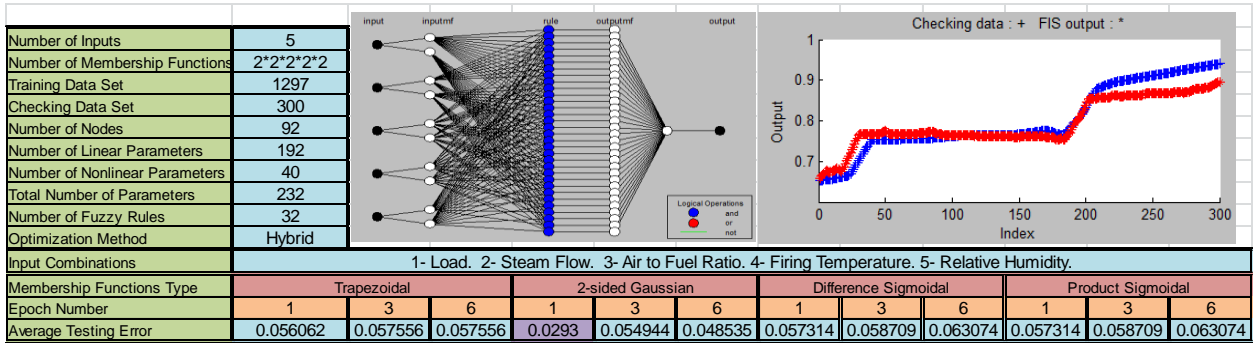 Number of Inputs 5
Number of Membership Functions 2*2*2*2*2
Training Data Set 1297
Checking Data Set 300
Number of Nodes 92
Number of Linear Parameters 192
Number of Nonlinear Parameters 40
Total Number of Parameters 232
Number of Fuzzy Rules 32
Optimization Method Hybrid
input inputmf rule outputmf output
Logical Operations
and
or
not
Checking data : + FIS output : *
1
0.9
0.8
0.7
Output
0 50 100 150 200 250 300
Index
Input Combinations 1- Load. 2- Steam Flow. 3- Air to Fuel Ratio. 4- Firing Temperature. 5- Relative Humidity.
Membership Functions Type Trapezoidal 2-sided Gaussian Difference Sigmoidal Product Sigmoidal
Epoch Number 1 3 6 1 3 6 1 3 6 1 3 6
Average Testing Error 0.056062 0.057556 0.057556 0.0293 0.054944 0.048535 0.057314 0.058709 0.063074 0.057314 0.058709 0.063074